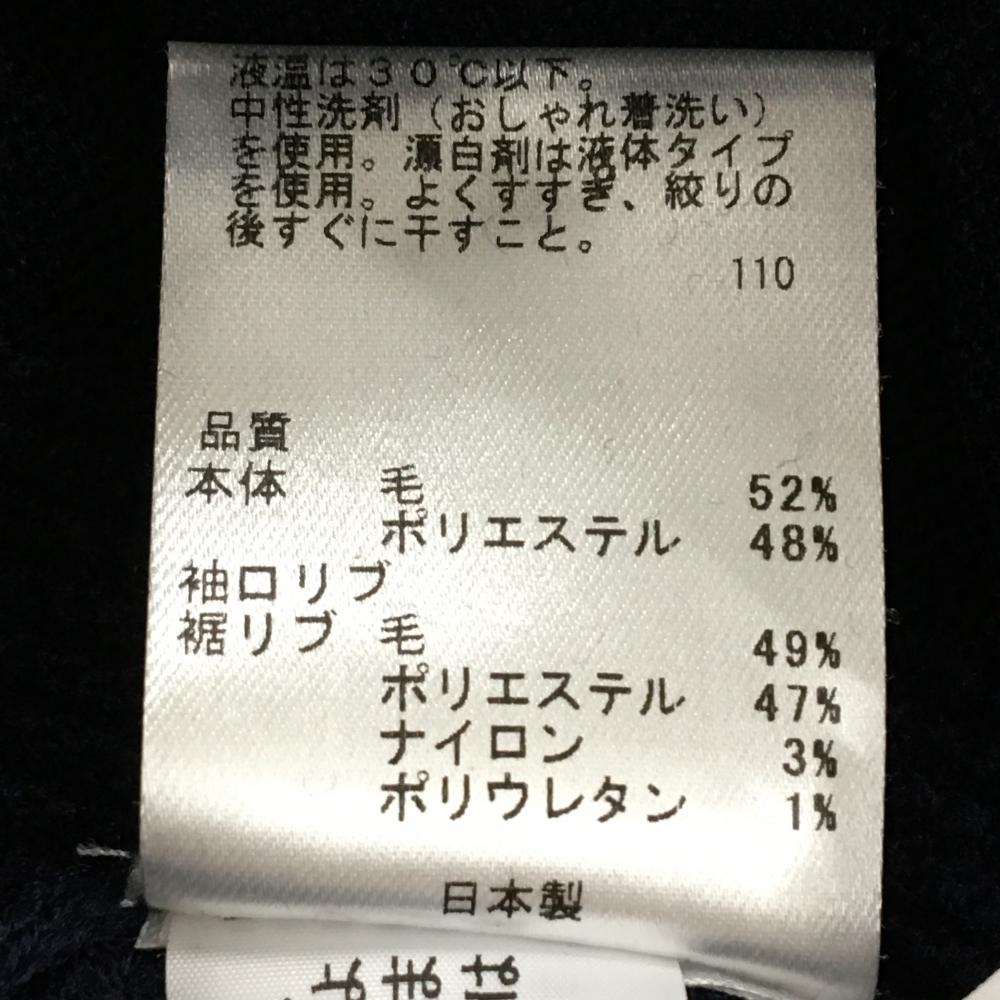 液温は30℃以下。
中性洗剤(おしゃれ着洗い)
を使用。漂白剤は液体タイプ
を使用。よくすすぎ、絞りの
後すぐに干すこと。
110
品質
本体 毛 52%
ポリエステル 48%
袖口リブ
裾リブ 毛 49%
ポリエステル 47%
ナイロン 3%
ポリウレタン 1%
日本製